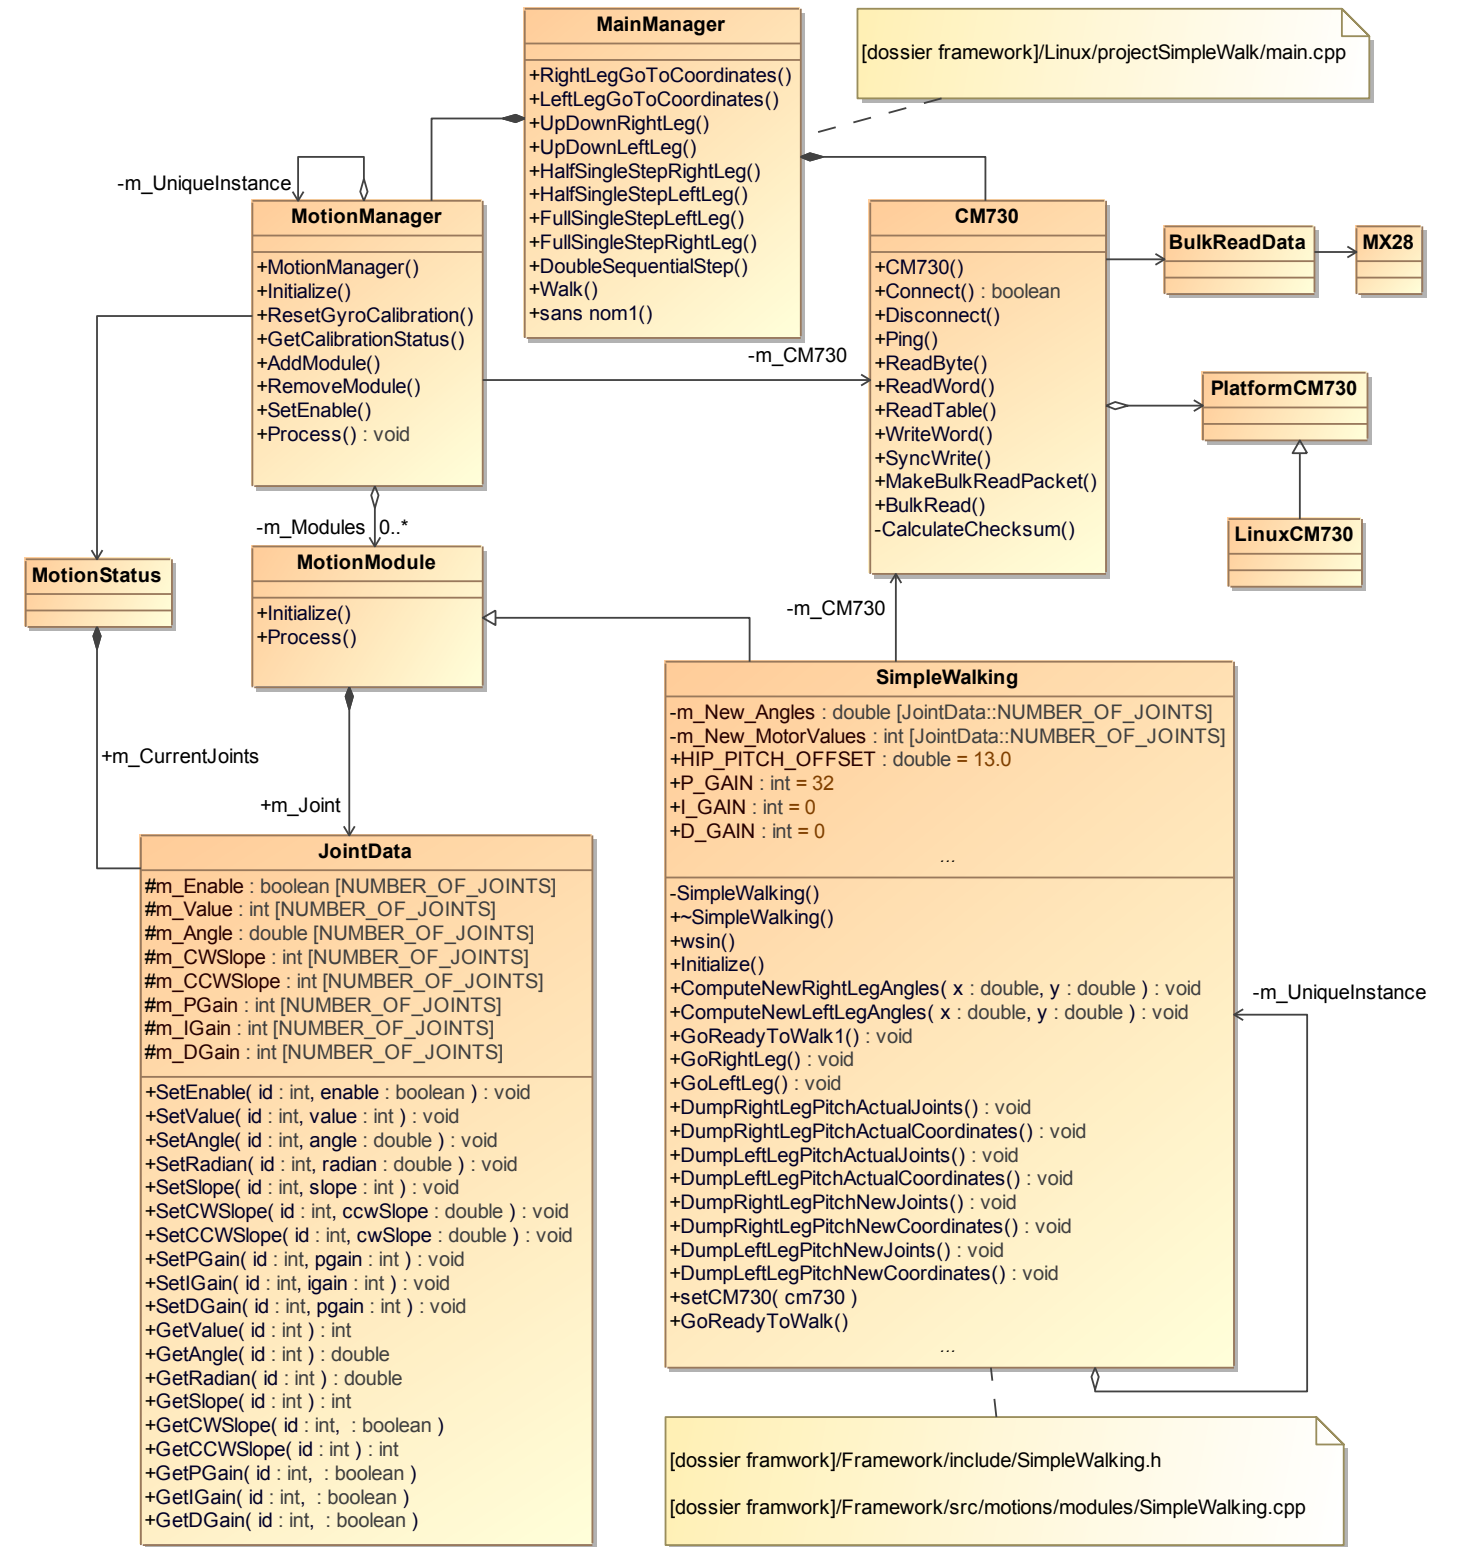 MainManager
+RightLegGoToCoordinates()
+LeftLegGoToCoordinates()
+UpDownRightLeg()
+UpDownLeftLeg()
+HalfSingleStepRightLeg()
+HalfSingleStepLeftLeg()
+FullSingleStepLeftLeg()
+FullSingleStepRightLeg()
+DoubleSequentialStep()
+Walk()
+sans nom1()
[dossier framework]/Linux/projectSimpleWalk/main.cpp
-m_UniqueInstance
MotionManager
+MotionManager()
+Initialize()
+ResetGyroCalibration()
+GetCalibrationStatus()
+AddModule()
+RemoveModule()
+SetEnable()
+Process() : void
-m_CM730
CM730
+CM730()
+Connect() : boolean
+Disconnect()
+Ping()
+ReadByte()
+ReadWord()
+ReadTable()
+WriteWord()
+SyncWrite()
+MakeBulkReadPacket()
+BulkRead()
-CalculateChecksum()
BulkReadData
MX28
PlatformCM730
LinuxCM730
-m_Modules
0..*
MotionStatus
MotionModule
+Initialize()
+Process()
-m_CM730
+m_CurrentJoints
+m_Joint
SimpleWalking
-m_New_Angles : double [JointData::NUMBER_OF_JOINTS]
-m_New_MotorValues : int [JointData::NUMBER_OF_JOINTS]
+HIP_PITCH_OFFSET : double = 13.0
+P_GAIN : int = 32
+I_GAIN : int = 0
+D_GAIN : int = 0
...
-SimpleWalking()
+~SimpleWalking()
+wsin()
+Initialize()
+ComputeNewRightLegAngles( x : double, y : double ) : void
+ComputeNewLeftLegAngles( x : double, y : double ) : void
+GoReadyToWalk1() : void
+GoRightLeg() : void
+GoLeftLeg() : void
+DumpRightLegPitchActualJoints() : void
+DumpRightLegPitchActualCoordinates() : void
+DumpLeftLegPitchActualJoints() : void
+DumpLeftLegPitchActualCoordinates() : void
+DumpRightLegPitchNewJoints() : void
+DumpRightLegPitchNewCoordinates() : void
+DumpLeftLegPitchNewJoints() : void
+DumpLeftLegPitchNewCoordinates() : void
+setCM730( cm730 )
+GoReadyToWalk()
...
-m_UniqueInstance
JointData
#m_Enable : boolean [NUMBER_OF_JOINTS]
#m_Value : int [NUMBER_OF_JOINTS]
#m_Angle : double [NUMBER_OF_JOINTS]
#m_CWSlope : int [NUMBER_OF_JOINTS]
#m_CCWSlope : int [NUMBER_OF_JOINTS]
#m_PGain : int [NUMBER_OF_JOINTS]
#m_IGain : int [NUMBER_OF_JOINTS]
#m_DGain : int [NUMBER_OF_JOINTS]
+SetEnable( id : int, enable : boolean ) : void
+SetValue( id : int, value : int ) : void
+SetAngle( id : int, angle : double ) : void
+SetRadian( id : int, radian : double ) : void
+SetSlope( id : int, slope : int ) : void
+SetCWSlope( id : int, ccwSlope : double ) : void
+SetCCWSlope( id : int, cwSlope : double ) : void
+SetPGain( id : int, pgain : int ) : void
+SetIGain( id : int, igain : int ) : void
+SetDGain( id : int, pgain : int ) : void
+GetValue( id : int ) : int
+GetAngle( id : int ) : double
+GetRadian( id : int ) : double
+GetSlope( id : int ) : int
+GetCWSlope( id : int,  : boolean )
+GetCCWSlope( id : int ) : int
+GetPGain( id : int,  : boolean )
+GetIGain( id : int,  : boolean )
+GetDGain( id : int,  : boolean )
[dossier framwork]/Framework/include/SimpleWalking.h
[dossier framwork]/Framework/src/motions/modules/SimpleWalking.cpp